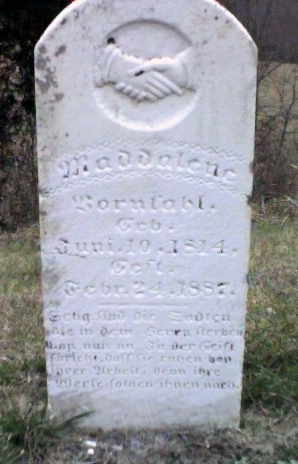 Maddalene
Bornfahl.
Geb.
Juni. 10. 1814.
Gest.
Febr. 24. 1887.
Selig sind die Todten
die in dem Herrn sterben
von nun an. Ja der Geist
spricht, daß sie ruhen von
ihrer Arbeit, denn ihre
Werke folgen ihnen nach.